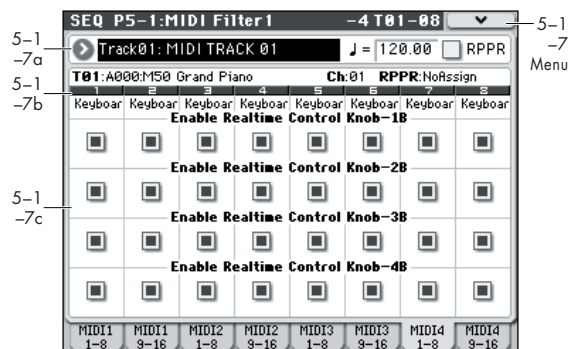 SEQ P5-1:MIDI Filter1 -4 T01-08
5-1
-7
Menu
5-1
-7a
Track01: MIDI TRACK 01 ♩= 120.00 RPPR
T01:A000:M50 Grand Piano Ch:01 RPPR:NoAssign
5-1
-7b
1 2 3 4 5 6 7 8
Keyboar Keyboar Keyboar Keyboar Keyboar Keyboar Keyboar Keyboar
Enable Realtime Control Knob-1B
Enable Realtime Control Knob-2B
5-1
-7c
Enable Realtime Control Knob-3B
Enable Realtime Control Knob-4B
MIDI1 MIDI1 MIDI2 MIDI2 MIDI3 MIDI3 MIDI4 MIDI4
1-8 9-16 1-8 9-16 1-8 9-16 1-8 9-16